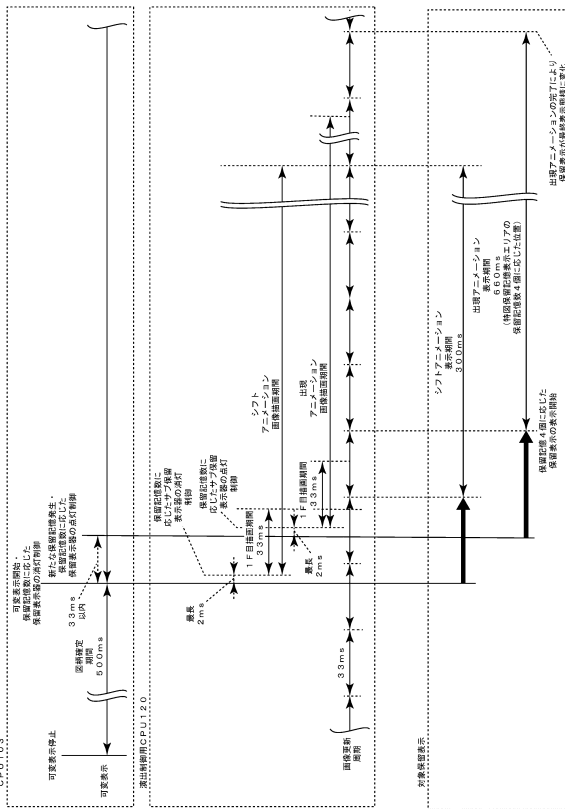 CPU103
可変表示停止
可変表示
図柄確定
期間
500ms
可変表示開始・
保留記憶数に応じた
保留表示器の消灯制御
33ms
以内
新たな保留記憶発生・
保留記憶数に応じた
保留表示器の点灯制御
演出制御用CPU120
画像更新
周期
33ms
最長
2ms
保留記憶数に
応じたサブ保留
表示器の消灯
制御
保留記憶数に
応じたサブ保留
表示器の点灯
制御
1F目描画期間
33ms
最長
2ms
1F目描画期間
33ms
シフト
アニメーション
画像描画期間
出現
アニメーション
画像描画期間
対象保留表示
シフトアニメーション
表示期間
300ms
保留記憶4個に応じた
保留表示の表示開始
出現アニメーション
表示期間
660ms
(特図保留記憶表示エリアの
保留記憶数4個に応じた位置)
出現アニメーションの完了により
保留表示が最終表示態様に変化